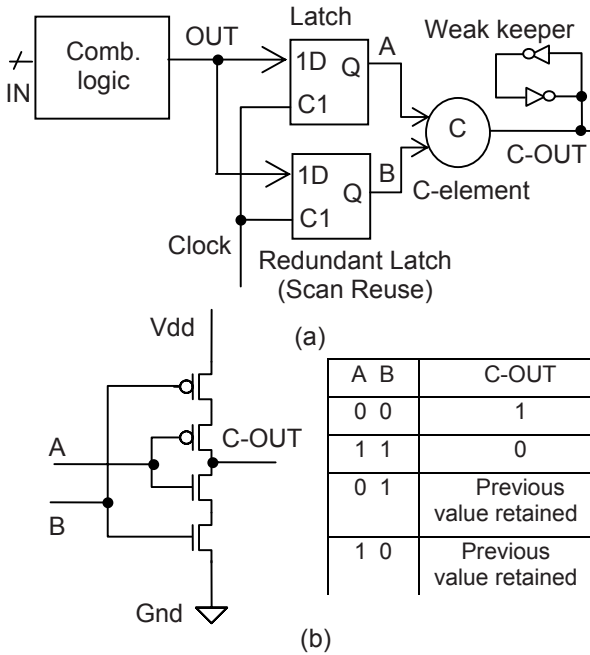 Comb.
logic
IN
OUT
Latch
1D
Q
C1
A
Weak keeper
C
C-OUT
C-element
1D
Q
C1
B
Clock
Redundant Latch
(Scan Reuse)
(a)
Vdd
A
B
C-OUT
Gnd
A B C-OUT
0 0 1
1 1 0
0 1 Previous
value retained
1 0 Previous
value retained
(b)